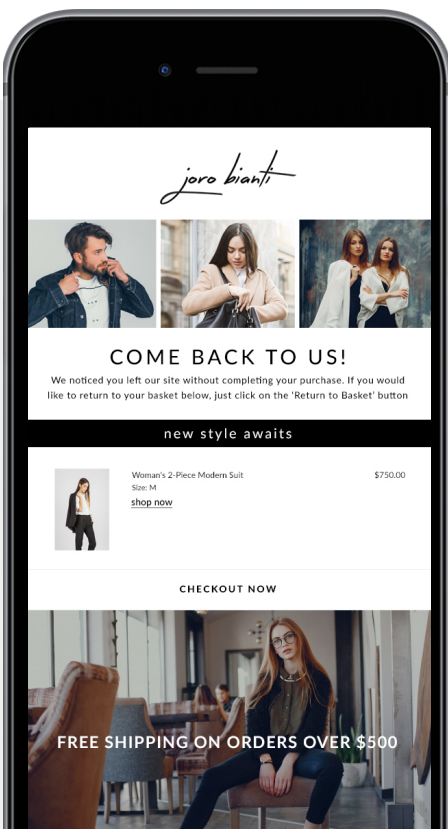 joro bianti
COME BACK TO US!
We noticed you left our site without completing your purchase. If you would
like to return to your basket below, just click on the 'Return to Basket' button
new style awaits
Woman's 2-Piece Modern Suit
$750.00
Size: M
shop now
CHECKOUT NOW
FREE SHIPPING ON ORDERS OVER $500